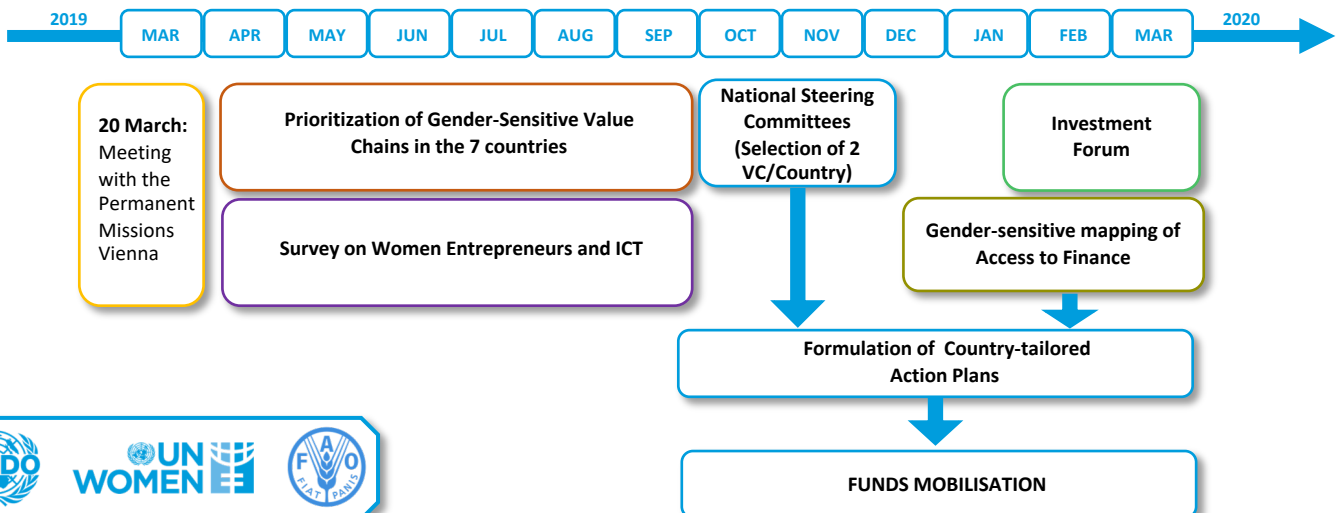 2019
MAR APR MAY JUN JUL AUG SEP OCT NOV DEC JAN FEB MAR
2020
20 March:
Meeting
with the
Permanent
Missions
Vienna
Prioritization of Gender-Sensitive Value
Chains in the 7 countries
Survey on Women Entrepreneurs and ICT
National Steering
Committees
(Selection of 2
VC/Country)
Investment
Forum
Gender-sensitive mapping of
Access to Finance
Formulation of Country-tailored
Action Plans
FUNDS MOBILISATION
DO
UN
WOMEN
F A O
FIAT PANIS